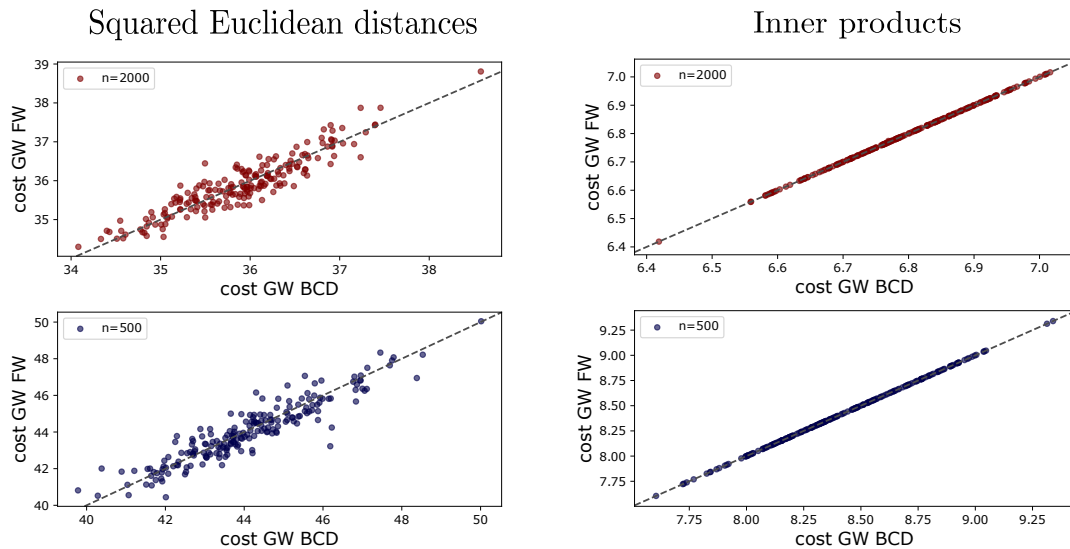 Squared Euclidean distances
Inner products
39
38
37
36
35
cost GW FW
n=2000
34 35 36 37 38
cost GW BCD
7.0
6.9
6.8
6.7
6.6
6.5
6.4
cost GW FW
n=2000
6.4 6.5 6.6 6.7 6.8 6.9 7.0
cost GW BCD
50
48
46
44
42
40
cost GW FW
n=500
40 42 44 46 48 50
cost GW BCD
9.25
9.00
8.75
8.50
8.25
8.00
7.75
cost GW FW
n=500
7.75 8.00 8.25 8.50 8.75 9.00 9.25
cost GW BCD